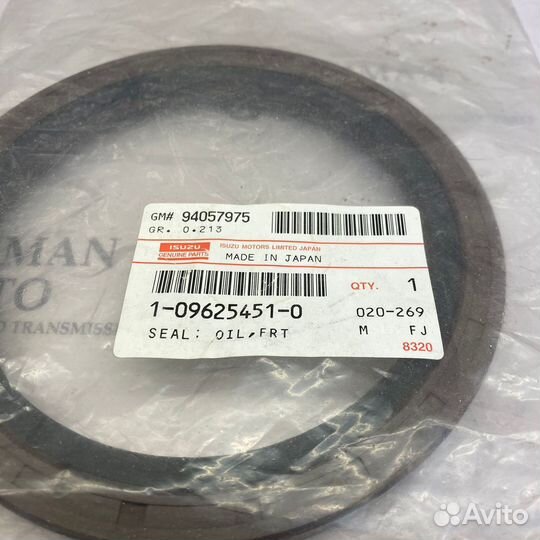 MAN
TO
D TRANSMISS
GM# 94057975
GR. 0.213
ISUZU
GENUINE PARTS
ISUZU MOTORS LIMITED JAPAN
MADE IN JAPAN
QTY. 1
1-09625451-0
020-269
SEAL: OIL,FRT
M FJ
8320
Avito